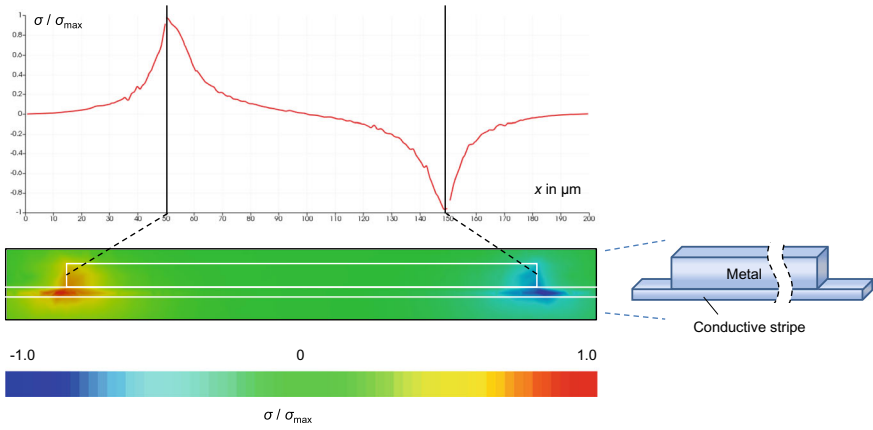 σ / σmax
1
0.8
0.6
0.4
0.2
0
-0.2
-0.4
-0.6
-0.8
-1
x in μm
0 10 20 30 40 50 60 70 80 90 100 110 120 130 140 150 160 170 180 190 200
Metal
Conductive stripe
-1.0 0 1.0
σ / σmax